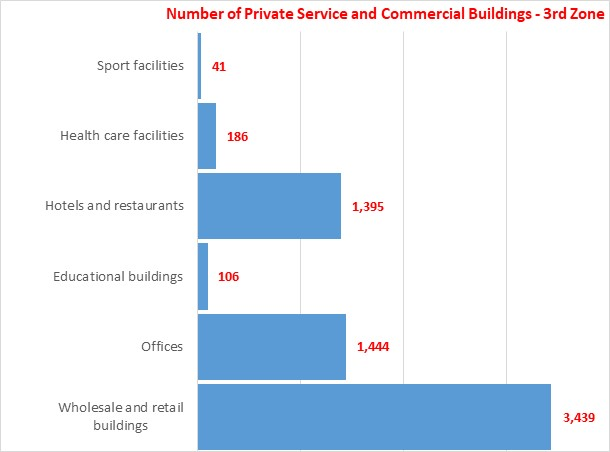 Number of Private Service and Commercial Buildings - 3rd Zone
Sport facilities
41
Health care facilities
186
Hotels and restaurants
1,395
Educational buildings
106
Offices
1,444
Wholesale and retail
buildings
3,439